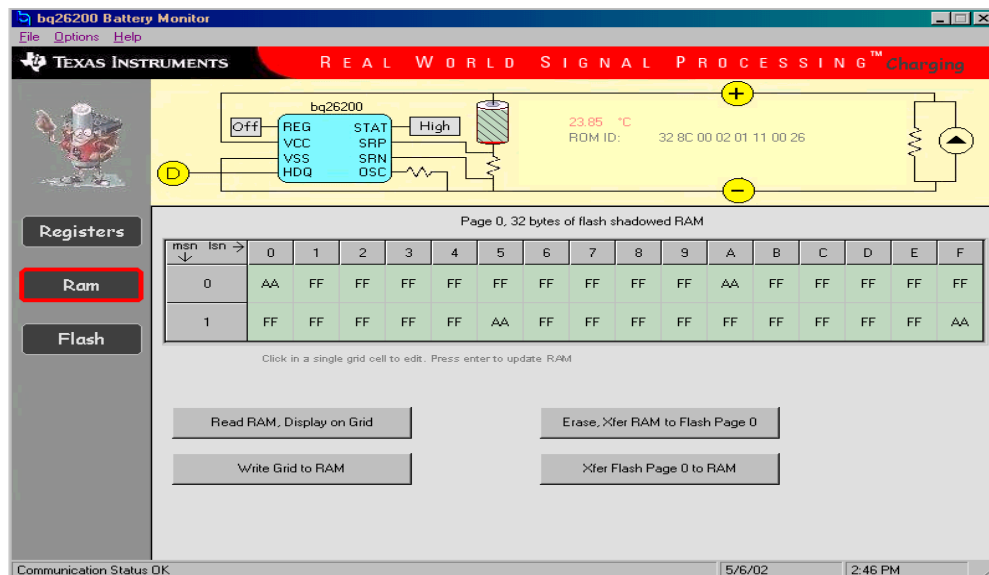 bq26200 Battery Monitor
File Options Help
TEXAS INSTRUMENTS REAL WORLD SIGNAL PROCESSING™ Charging
bq26200
Off REG STAT High
VCC SRP
VSS SRN
D HDQ OSC
+
23.85 °C
ROM ID: 32 8C 00 02 01 11 00 26
−
Registers
Ram
Flash
Page 0, 32 bytes of flash shadowed RAM
msn lsn → 0 1 2 3 4 5 6 7 8 9 A B C D E F
↓
0 AA FF FF FF FF FF FF FF FF FF AA FF FF FF FF FF
1 FF FF FF FF FF AA FF FF FF FF FF FF FF FF FF AA
Click in a single grid cell to edit. Press enter to update RAM
Read RAM, Display on Grid
Erase, Xfer RAM to Flash Page 0
Write Grid to RAM
Xfer Flash Page 0 to RAM
Communication Status OK 5/6/02 2:46 PM